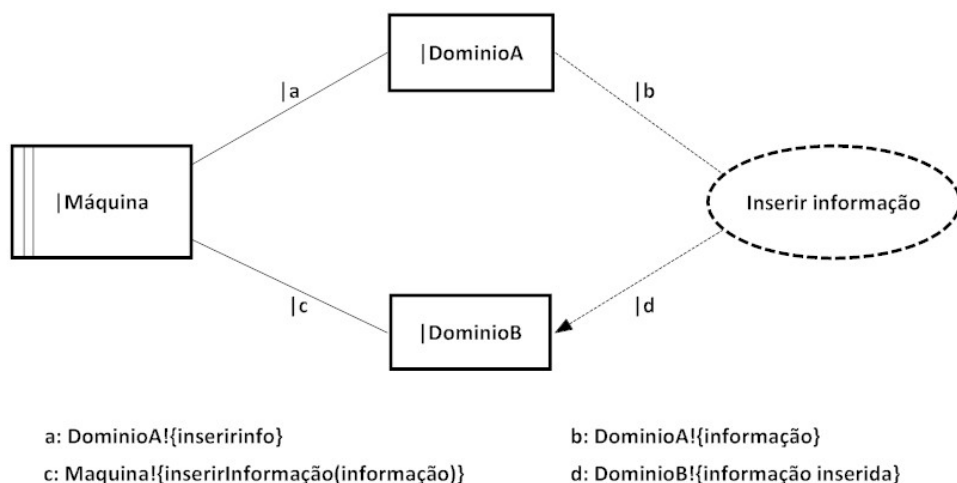 |DominioA
|a
|b
|Máquina
Inserir informação
|c
|d
|DominioB
a: DominioA!{inseririnfo}
b: DominioA!{informação}
c: Maquina!{inserirInformação(informação)}
d: DominioB!{informação inserida}